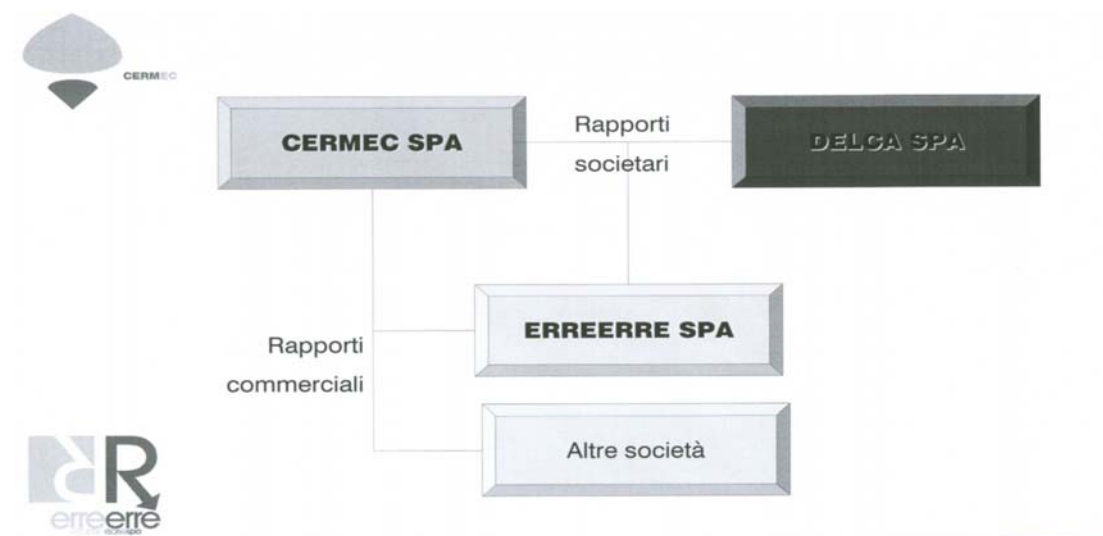 CERMEC
CERMEC SPA
Rapporti
societari
DELCA SPA
ERREERRE SPA
Rapporti
commerciali
Altre società
R
erreerre